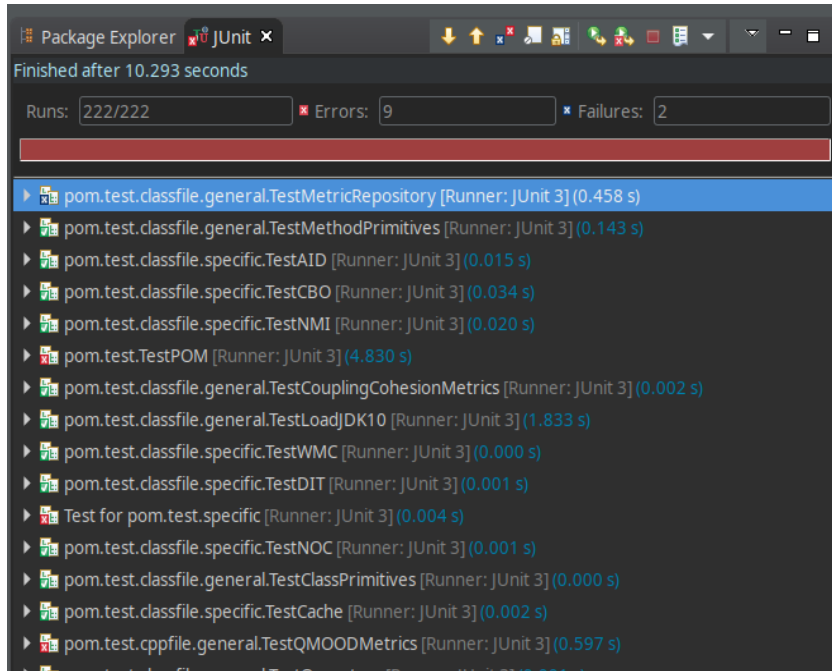 Package Explorer JUnit
Finished after 10.293 seconds
Runs: 222/222 Errors: 9 Failures: 2
pom.test.classfile.general.TestMetricRepository [Runner: JUnit 3] (0.458 s)
pom.test.classfile.general.TestMethodPrimitives [Runner: JUnit 3] (0.143 s)
pom.test.classfile.specific.TestAID [Runner: JUnit 3] (0.015 s)
pom.test.classfile.specific.TestCBO [Runner: JUnit 3] (0.034 s)
pom.test.classfile.specific.TestNMI [Runner: JUnit 3] (0.020 s)
pom.test.TestPOM [Runner: JUnit 3] (4.830 s)
pom.test.classfile.general.TestCouplingCohesionMetrics [Runner: JUnit 3] (0.002 s)
pom.test.classfile.general.TestLoadJDK10 [Runner: JUnit 3] (1.833 s)
pom.test.classfile.specific.TestWMC [Runner: JUnit 3] (0.000 s)
pom.test.classfile.specific.TestDIT [Runner: JUnit 3] (0.001 s)
Test for pom.test.specific [Runner: JUnit 3] (0.004 s)
pom.test.classfile.specific.TestNOC [Runner: JUnit 3] (0.001 s)
pom.test.classfile.general.TestClassPrimitives [Runner: JUnit 3] (0.000 s)
pom.test.classfile.specific.TestCache [Runner: JUnit 3] (0.002 s)
pom.test.cppfile.general.TestQMOODMetrics [Runner: JUnit 3] (0.597 s)